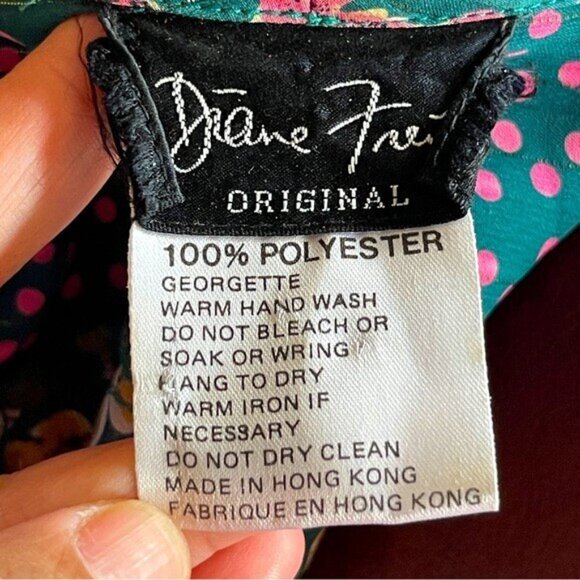 Diane Freis
ORIGINAL
100% POLYESTER
GEORGETTE
WARM HAND WASH
DO NOT BLEACH OR
SOAK OR WRING
HANG TO DRY
WARM IRON IF
NECESSARY
DO NOT DRY CLEAN
MADE IN HONG KONG
FABRIQUE EN HONG KONG